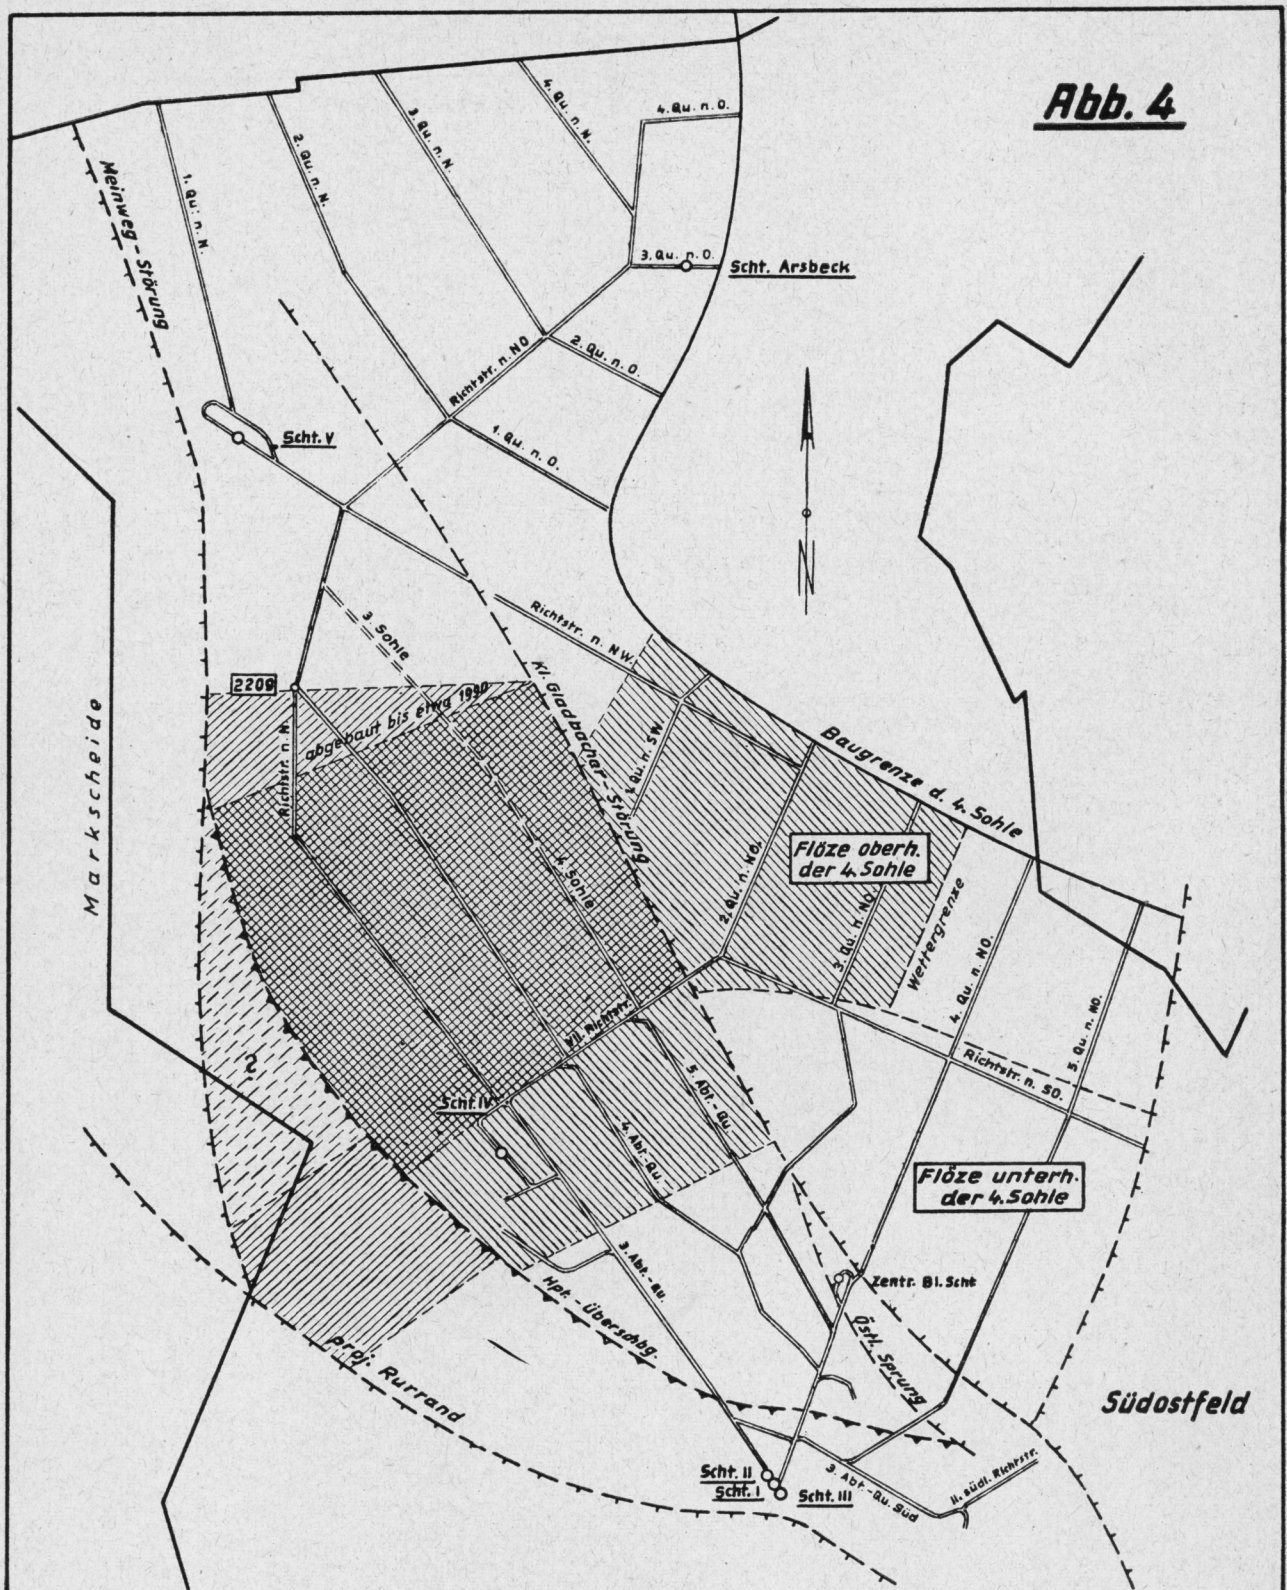 Abb. 4
4. Qu. n. O.
4. Qu. n. N.
3. Qu. n. N.
2. Qu. n. N.
1. Qu. n. N.
Meinweg - Störung
3. Qu. n. O.
Scht. Arsbeck
Richtstr. n. NO
2. Qu. n. O.
Scht. V
1. Qu. n. O.
N
3. Sohle
Richtstr. n. NW.
2209
Kl. Gladbacher - Störung
abgebaut bis etwa 1990
Markscheide
Richtstr. n. N
1. Qu. n. SW.
Baugrenze d. 4. Sohle
Flöze oberh.
der 4. Sohle
4. Sohle
2. Qu. n. NO.
3. Qu. n. NO.
Wettergrenze
4. Qu. n. NO.
5. Qu. n. NO.
VII. Richtstr.
Richtstr. n. SO.
2
Scht. IV
5. Abt.-Qu.
4. Abt. Qu.
Flöze unterh.
der 4. Sohle
3. Abt.-Qu.
Zentr. Bl. Scht
Hpt. - Überschbg.
Östl. Sprung
proj. Rurrand
Südostfeld
Scht. II
Scht. I
Scht. III
3. Abt.-Qu. Süd
II. südl. Richtstr.